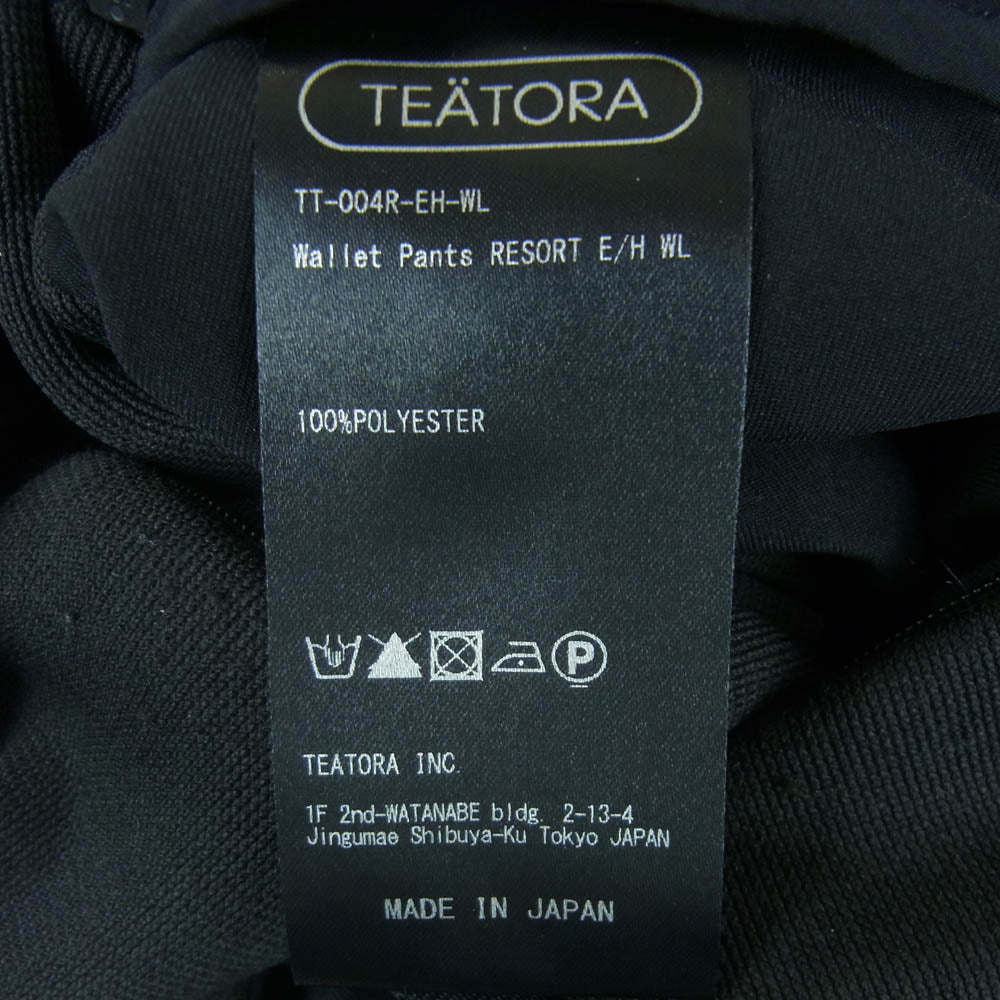 TEÄTORA
TT-004R-EH-WL
Wallet Pants RESORT E/H WL
100%POLYESTER
P
TEATORA INC.
1F 2nd-WATANABE bldg. 2-13-4
Jingumae Shibuya-Ku Tokyo JAPAN
MADE IN JAPAN